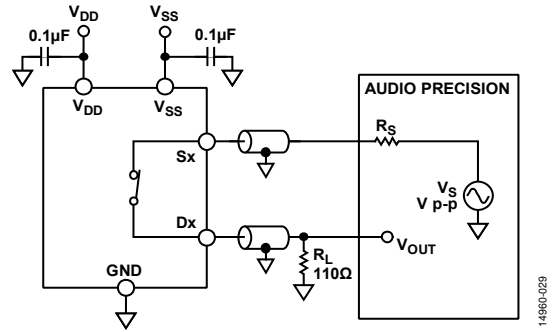 VDD
VSS
0.1µF
0.1µF
VDD
VSS
AUDIO PRECISION
Sx
RS
VS
V p-p
Dx
VOUT
RL
110Ω
GND
14960-029